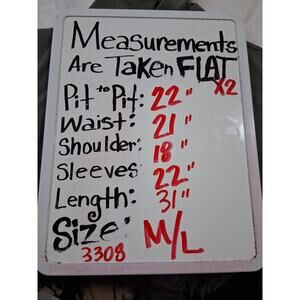 Measurements
Are Taken FLAT
X2
Pit to Pit: 22"
Waist: 21"
Shoulder: 18"
Sleeves: 22"
Length: 31"
Size: M/L
3308